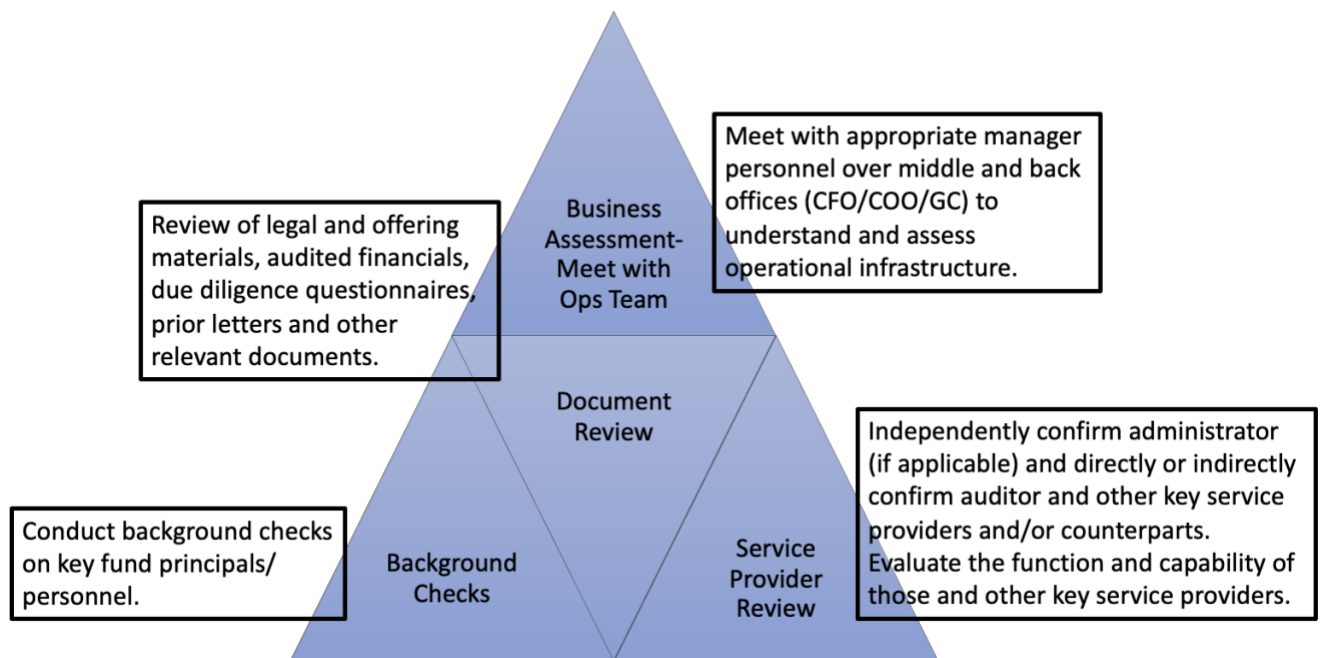 Business
Assessment-
Meet with
Ops Team
Meet with appropriate manager
personnel over middle and back
offices (CFO/COO/GC) to
understand and assess
operational infrastructure.
Review of legal and offering
materials, audited financials,
due diligence questionnaires,
prior letters and other
relevant documents.
Document
Review
Independently confirm administrator
(if applicable) and directly or indirectly
confirm auditor and other key service
providers and/or counterparts.
Evaluate the function and capability of
those and other key service providers.
Conduct background checks
on key fund principals/
personnel.
Background
Checks
Service
Provider
Review